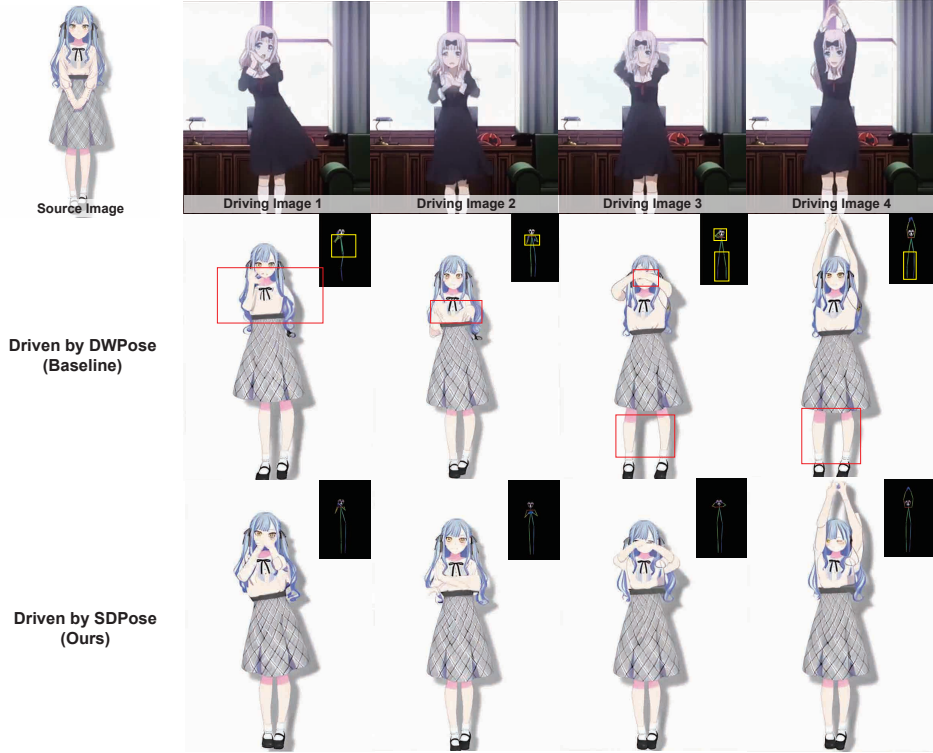 Source Image
Driving Image 1
Driving Image 2
Driving Image 3
Driving Image 4
Driven by DWPose
(Baseline)
Driven by SDPose
(Ours)